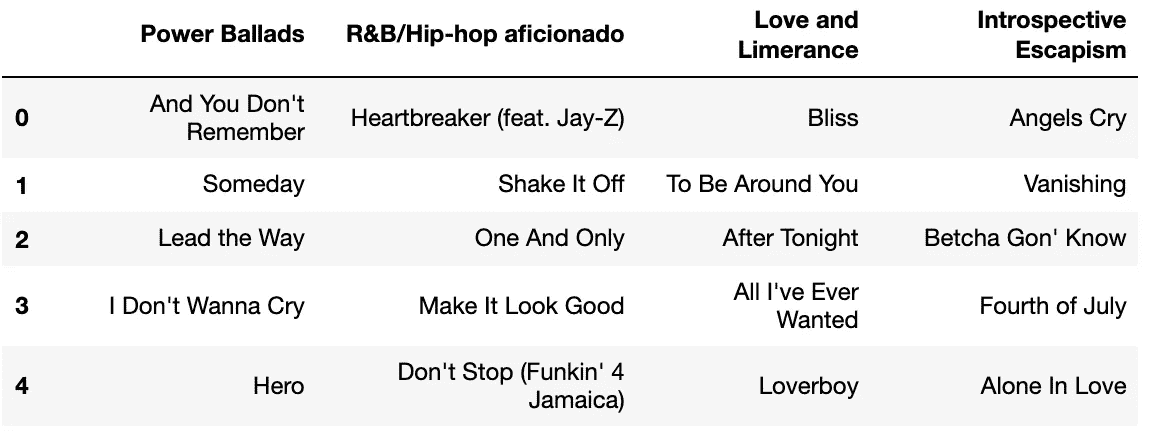 Power Ballads R&B/Hip-hop aficionado Love and Limerance Introspective Escapism
0 And You Don't Remember Heartbreaker (feat. Jay-Z) Bliss Angels Cry
1 Someday Shake It Off To Be Around You Vanishing
2 Lead the Way One And Only After Tonight Betcha Gon' Know
3 I Don't Wanna Cry Make It Look Good All I've Ever Wanted Fourth of July
4 Hero Don't Stop (Funkin' 4 Jamaica) Loverboy Alone In Love